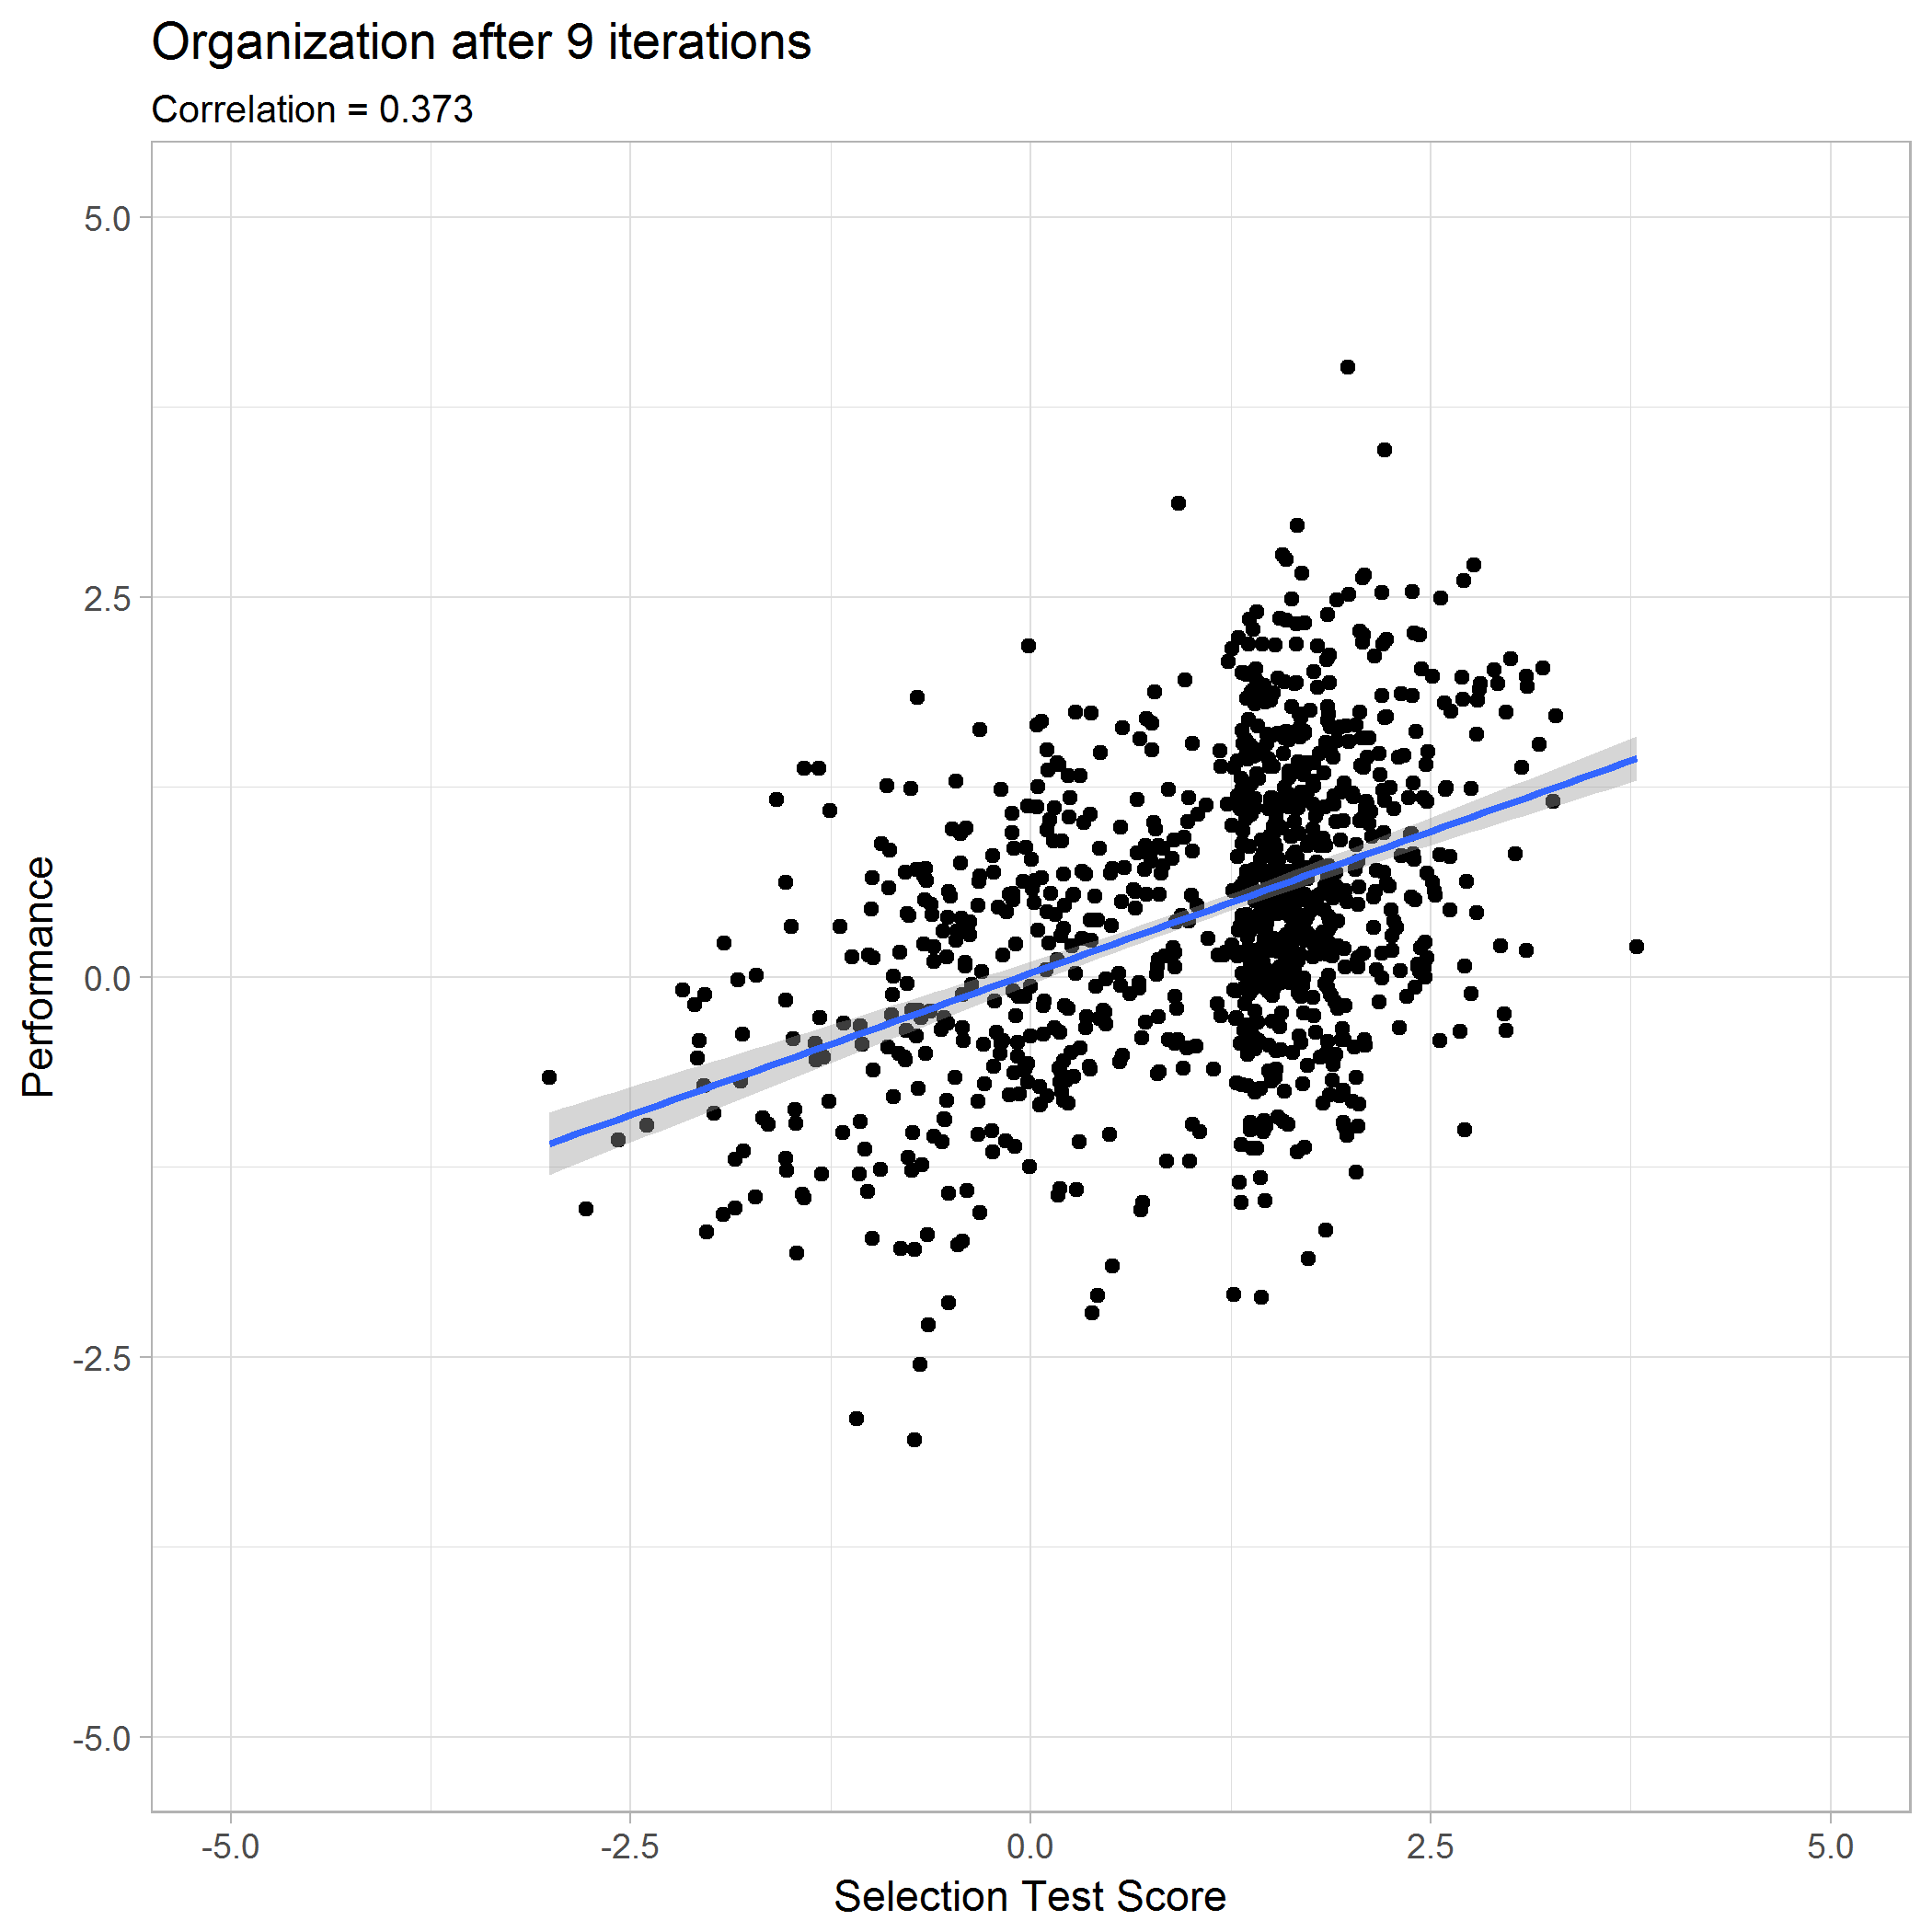 Organization after 9 iterations
Correlation = 0.373
5.0
2.5
0.0
-2.5
-5.0
Performance
-5.0
-2.5
0.0
2.5
5.0
Selection Test Score